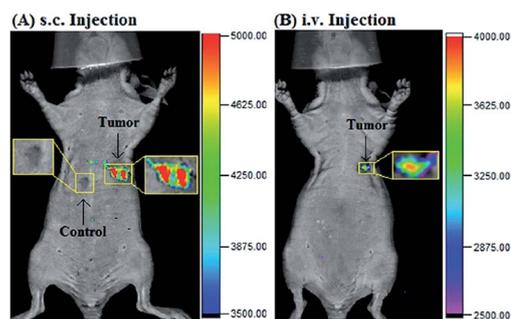 (A) s.c. Injection
(B) i.v. Injection
Tumor
Control
5000.00
4625.00
4250.00
3875.00
3500.00
Tumor
4000.00
3625.00
3250.00
2875.00
2500.00